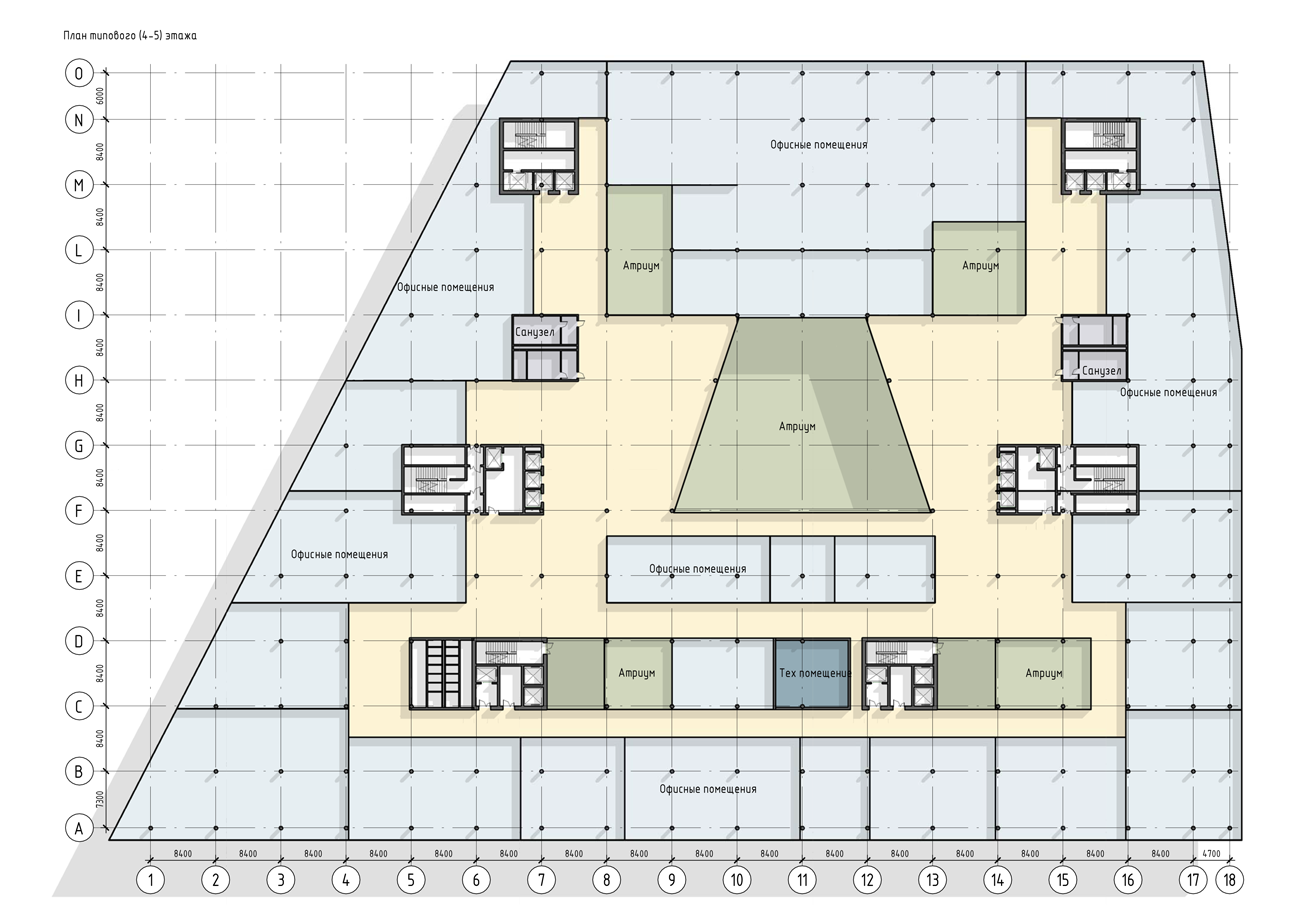 План типового (4-5) этажа
О
6000
N
8400
Офисные помещения
M
8400
L
Атриум
Атриум
8400
Офисные помещения
I
Санузел
8400
Санузел
H
Офисные помещения
8400
Атриум
G
8400
F
8400
Офисные помещения
Офисные помещения
E
8400
D
8400
Атриум
Тех помещение
Атриум
C
8400
B
Офисные помещения
7300
A
8400 8400 8400 8400 8400 8400 8400 8400 8400 8400 8400 8400 8400 8400 8400 8400 4700
1 2 3 4 5 6 7 8 9 10 11 12 13 14 15 16 17 18